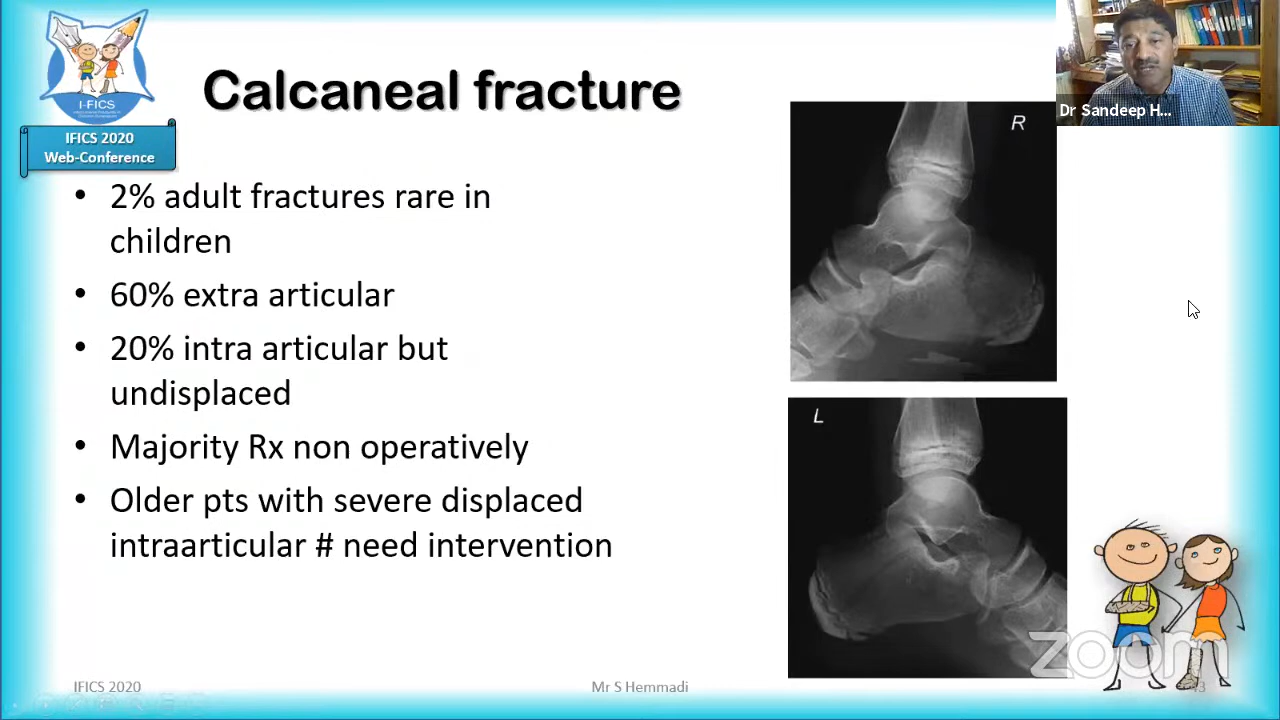 I-FICS
IFICS 2020
Web-Conference
Calcaneal fracture
Dr Sandeep H...
R
• 2% adult fractures rare in
children
• 60% extra articular
• 20% intra articular but
undisplaced
• Majority Rx non operatively
• Older pts with severe displaced
intraarticular # need intervention
L
zoom
IFICS 2020
Mr S Hemmadi